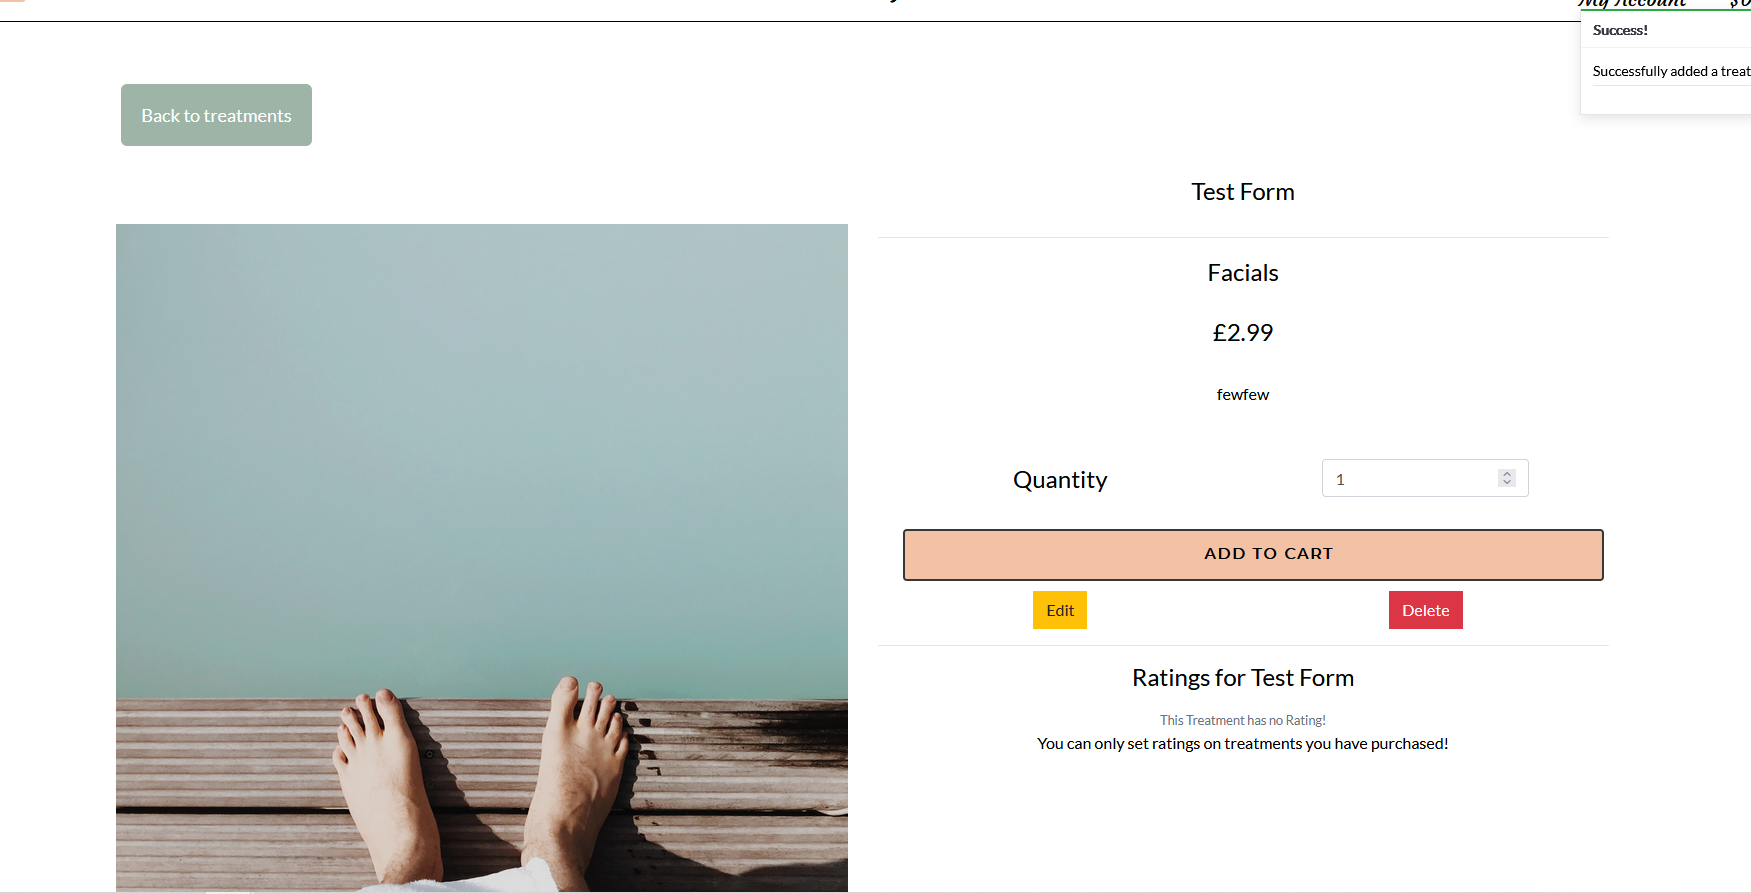 My Account
Success!
Successfully added a treat
Back to treatments
Test Form
Facials
£2.99
fewfew
Quantity
1
ADD TO CART
Edit
Delete
Ratings for Test Form
This Treatment has no Rating!
You can only set ratings on treatments you have purchased!